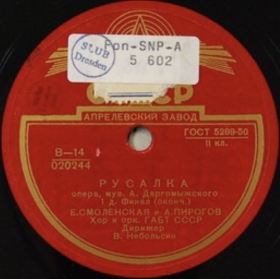 SLUB
Dresden
Fon-SNP-A
5 602
СССР
АПРЕЛЕВСКИЙ ЗАВОД
ГОСТ 5289-50
II кл.
В—14
020244
РУСАЛКА
опера, муз. А. Даргомыжского
1 д. Финал (оконч.)
Е. СМОЛЕНСКАЯ и А. ПИРОГОВ
Хор и орк. ГАБТ СССР
Дирижер
В. Небольсин